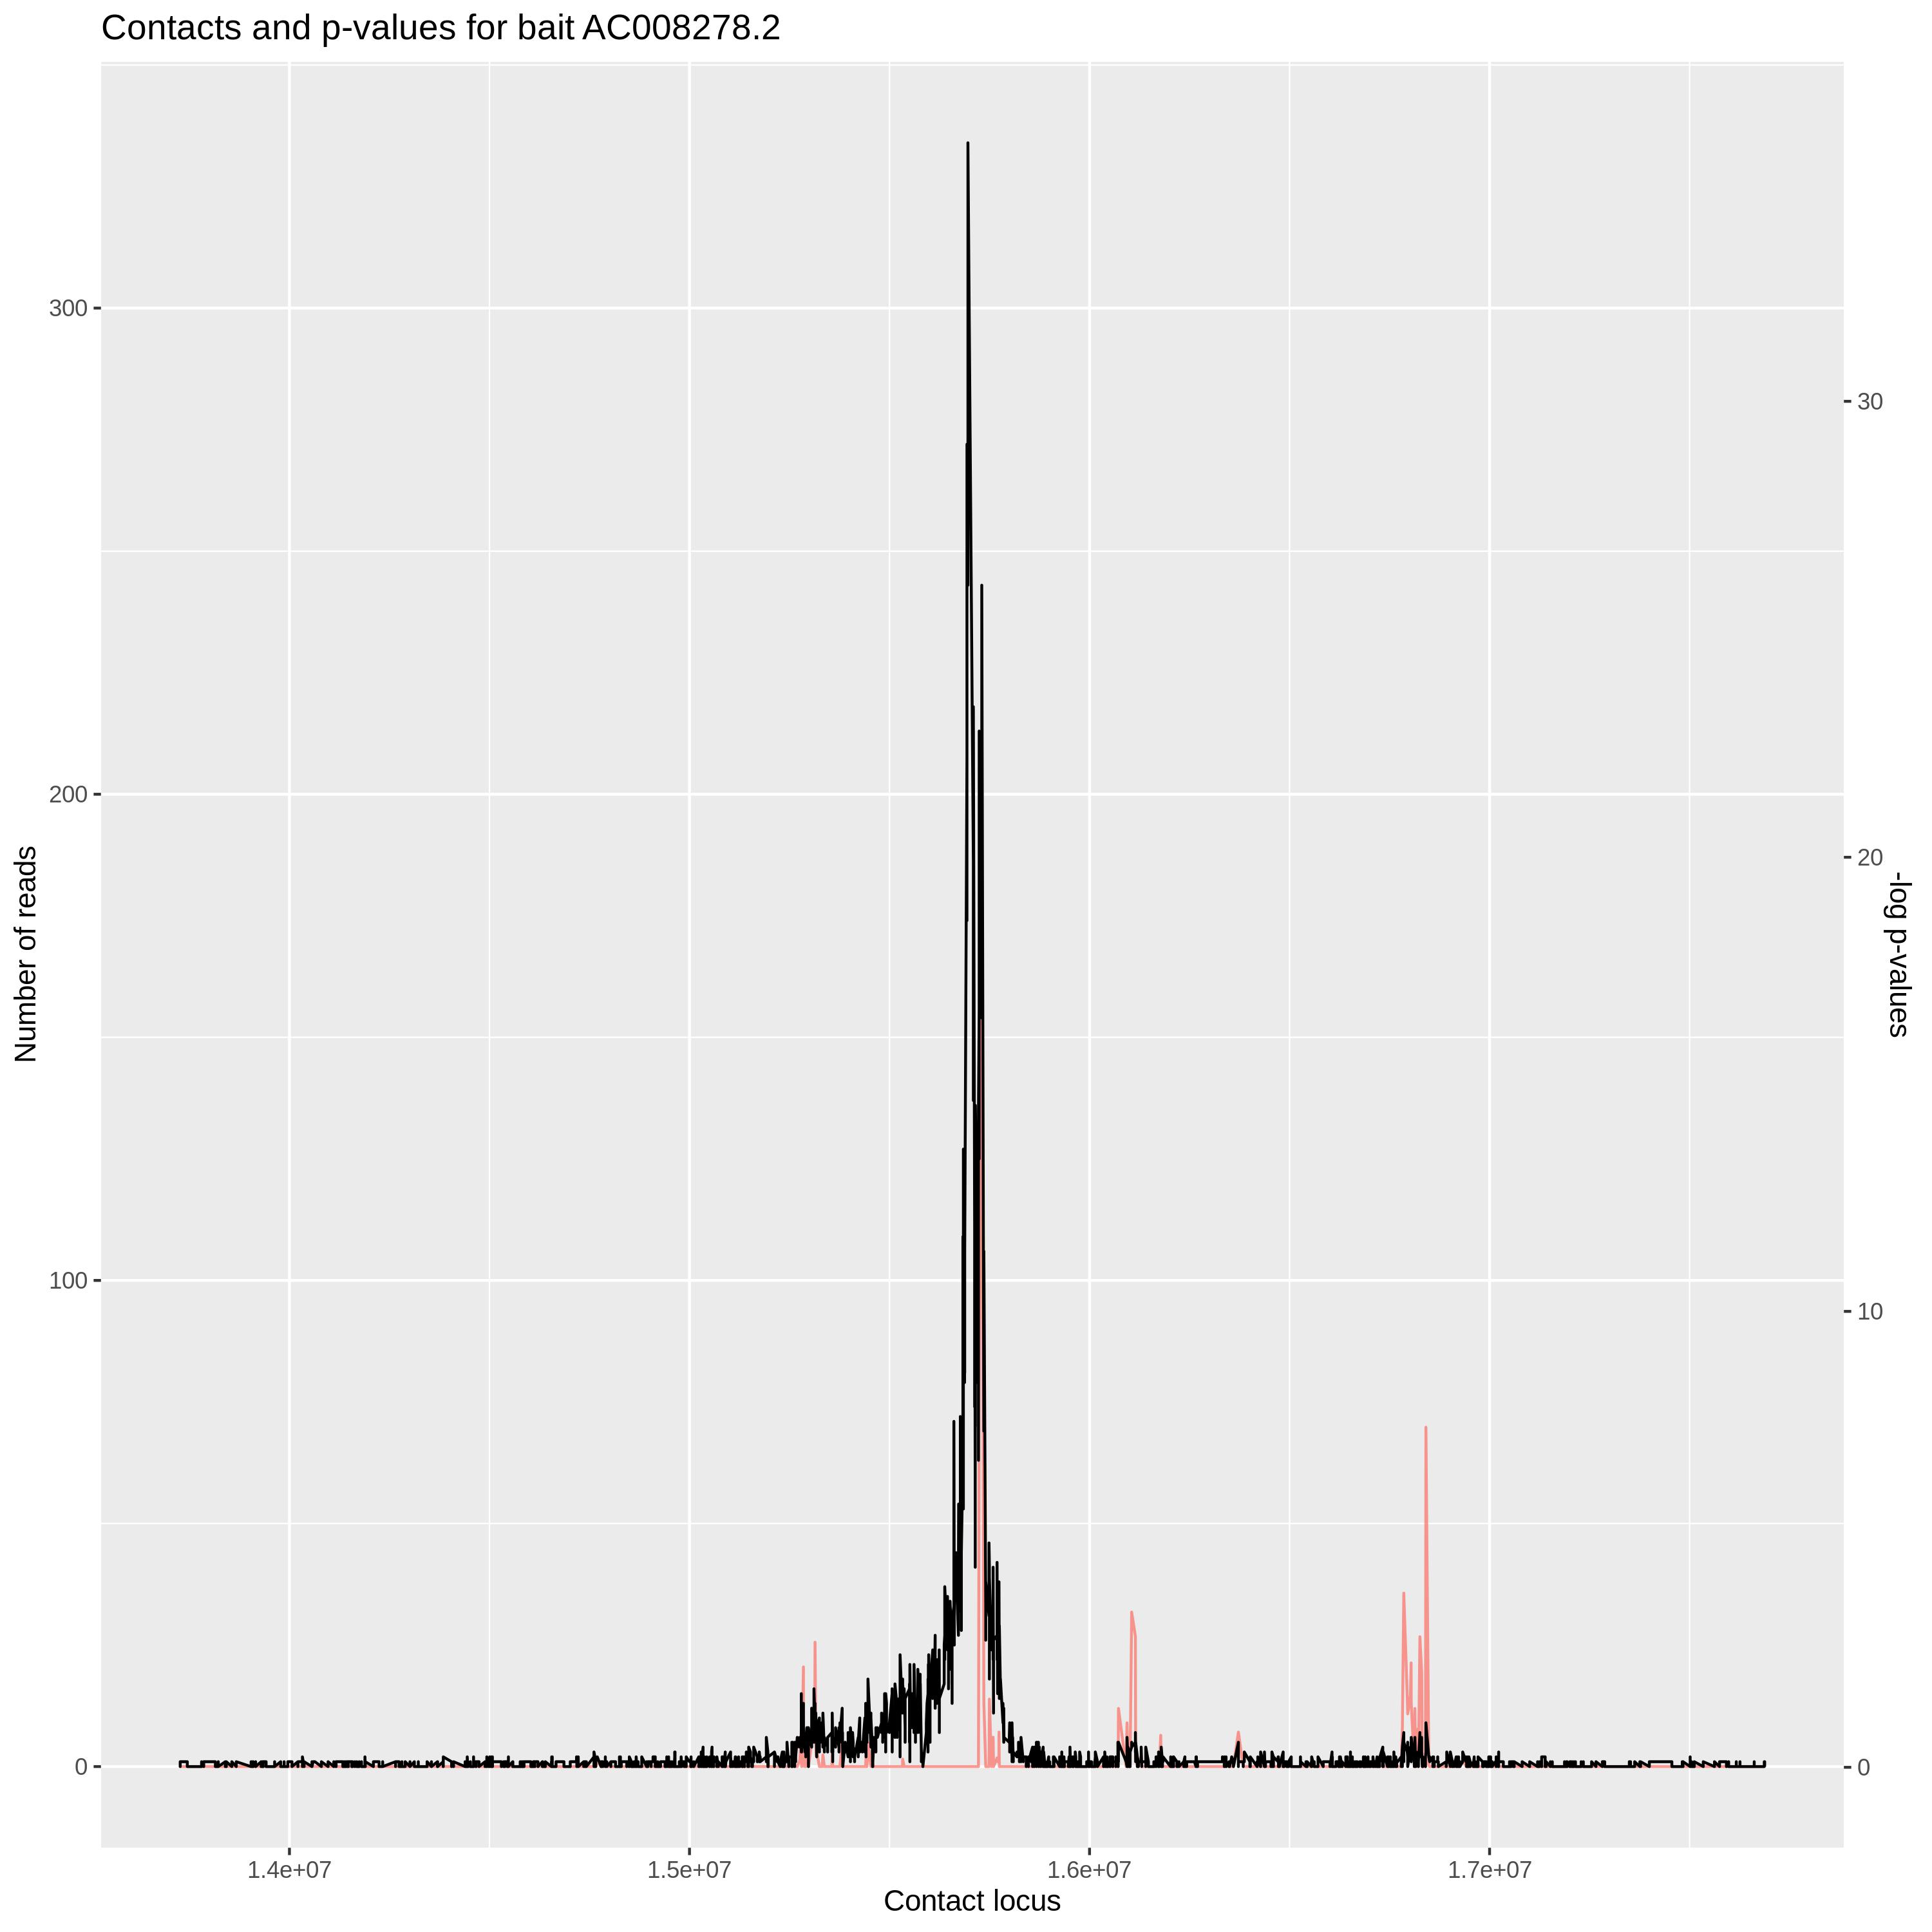 Contacts and p-values for bait AC008278.2
300
200
100
0
30
20
10
0
Number of reads
-log p-values
1.4e+07
1.5e+07
1.6e+07
1.7e+07
Contact locus